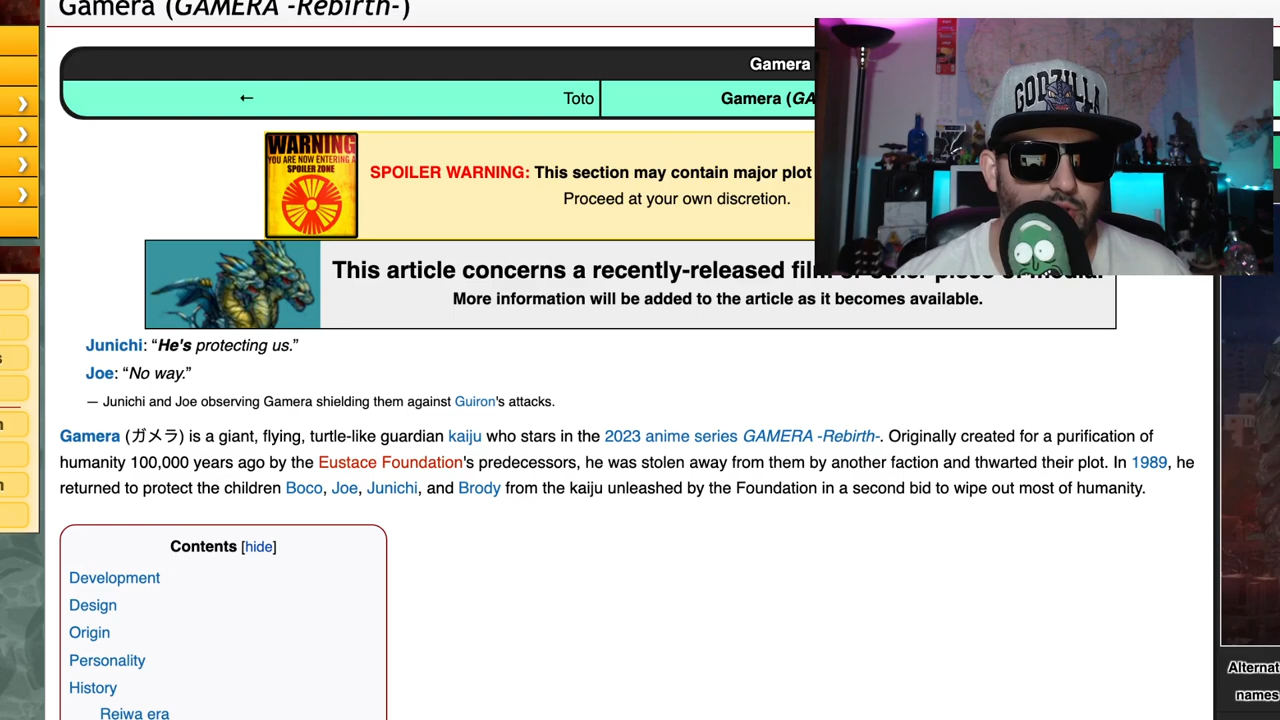 Gamera (GAMERA -Rebirth-)
Gamera
← Toto Gamera (GA
WARNING
YOU ARE NOW ENTERING A
SPOILER ZONE
SPOILER WARNING: This section may contain major plot
Proceed at your own discretion.
GODZILLA
This article concerns a recently-released film or other piece of media.
More information will be added to the article as it becomes available.
Junichi: “He's protecting us.”
Joe: “No way.”
— Junichi and Joe observing Gamera shielding them against Guiron's attacks.
Gamera (ガメラ) is a giant, flying, turtle-like guardian kaiju who stars in the 2023 anime series GAMERA -Rebirth-. Originally created for a purification of
humanity 100,000 years ago by the Eustace Foundation's predecessors, he was stolen away from them by another faction and thwarted their plot. In 1989, he
returned to protect the children Boco, Joe, Junichi, and Brody from the kaiju unleashed by the Foundation in a second bid to wipe out most of humanity.
Contents [hide]
Development
Design
Origin
Personality
History
Reiwa era
Alternat
names